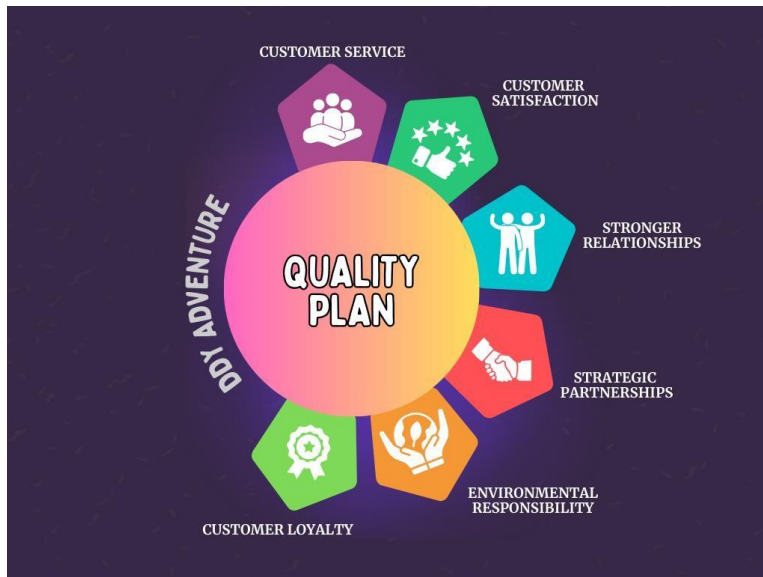 CUSTOMER SERVICE
CUSTOMER
SATISFACTION
STRONGER
RELATIONSHIPS
STRATEGIC
PARTNERSHIPS
ENVIRONMENTAL
RESPONSIBILITY
CUSTOMER LOYALTY
DDY ADVENTURE
QUALITY
PLAN